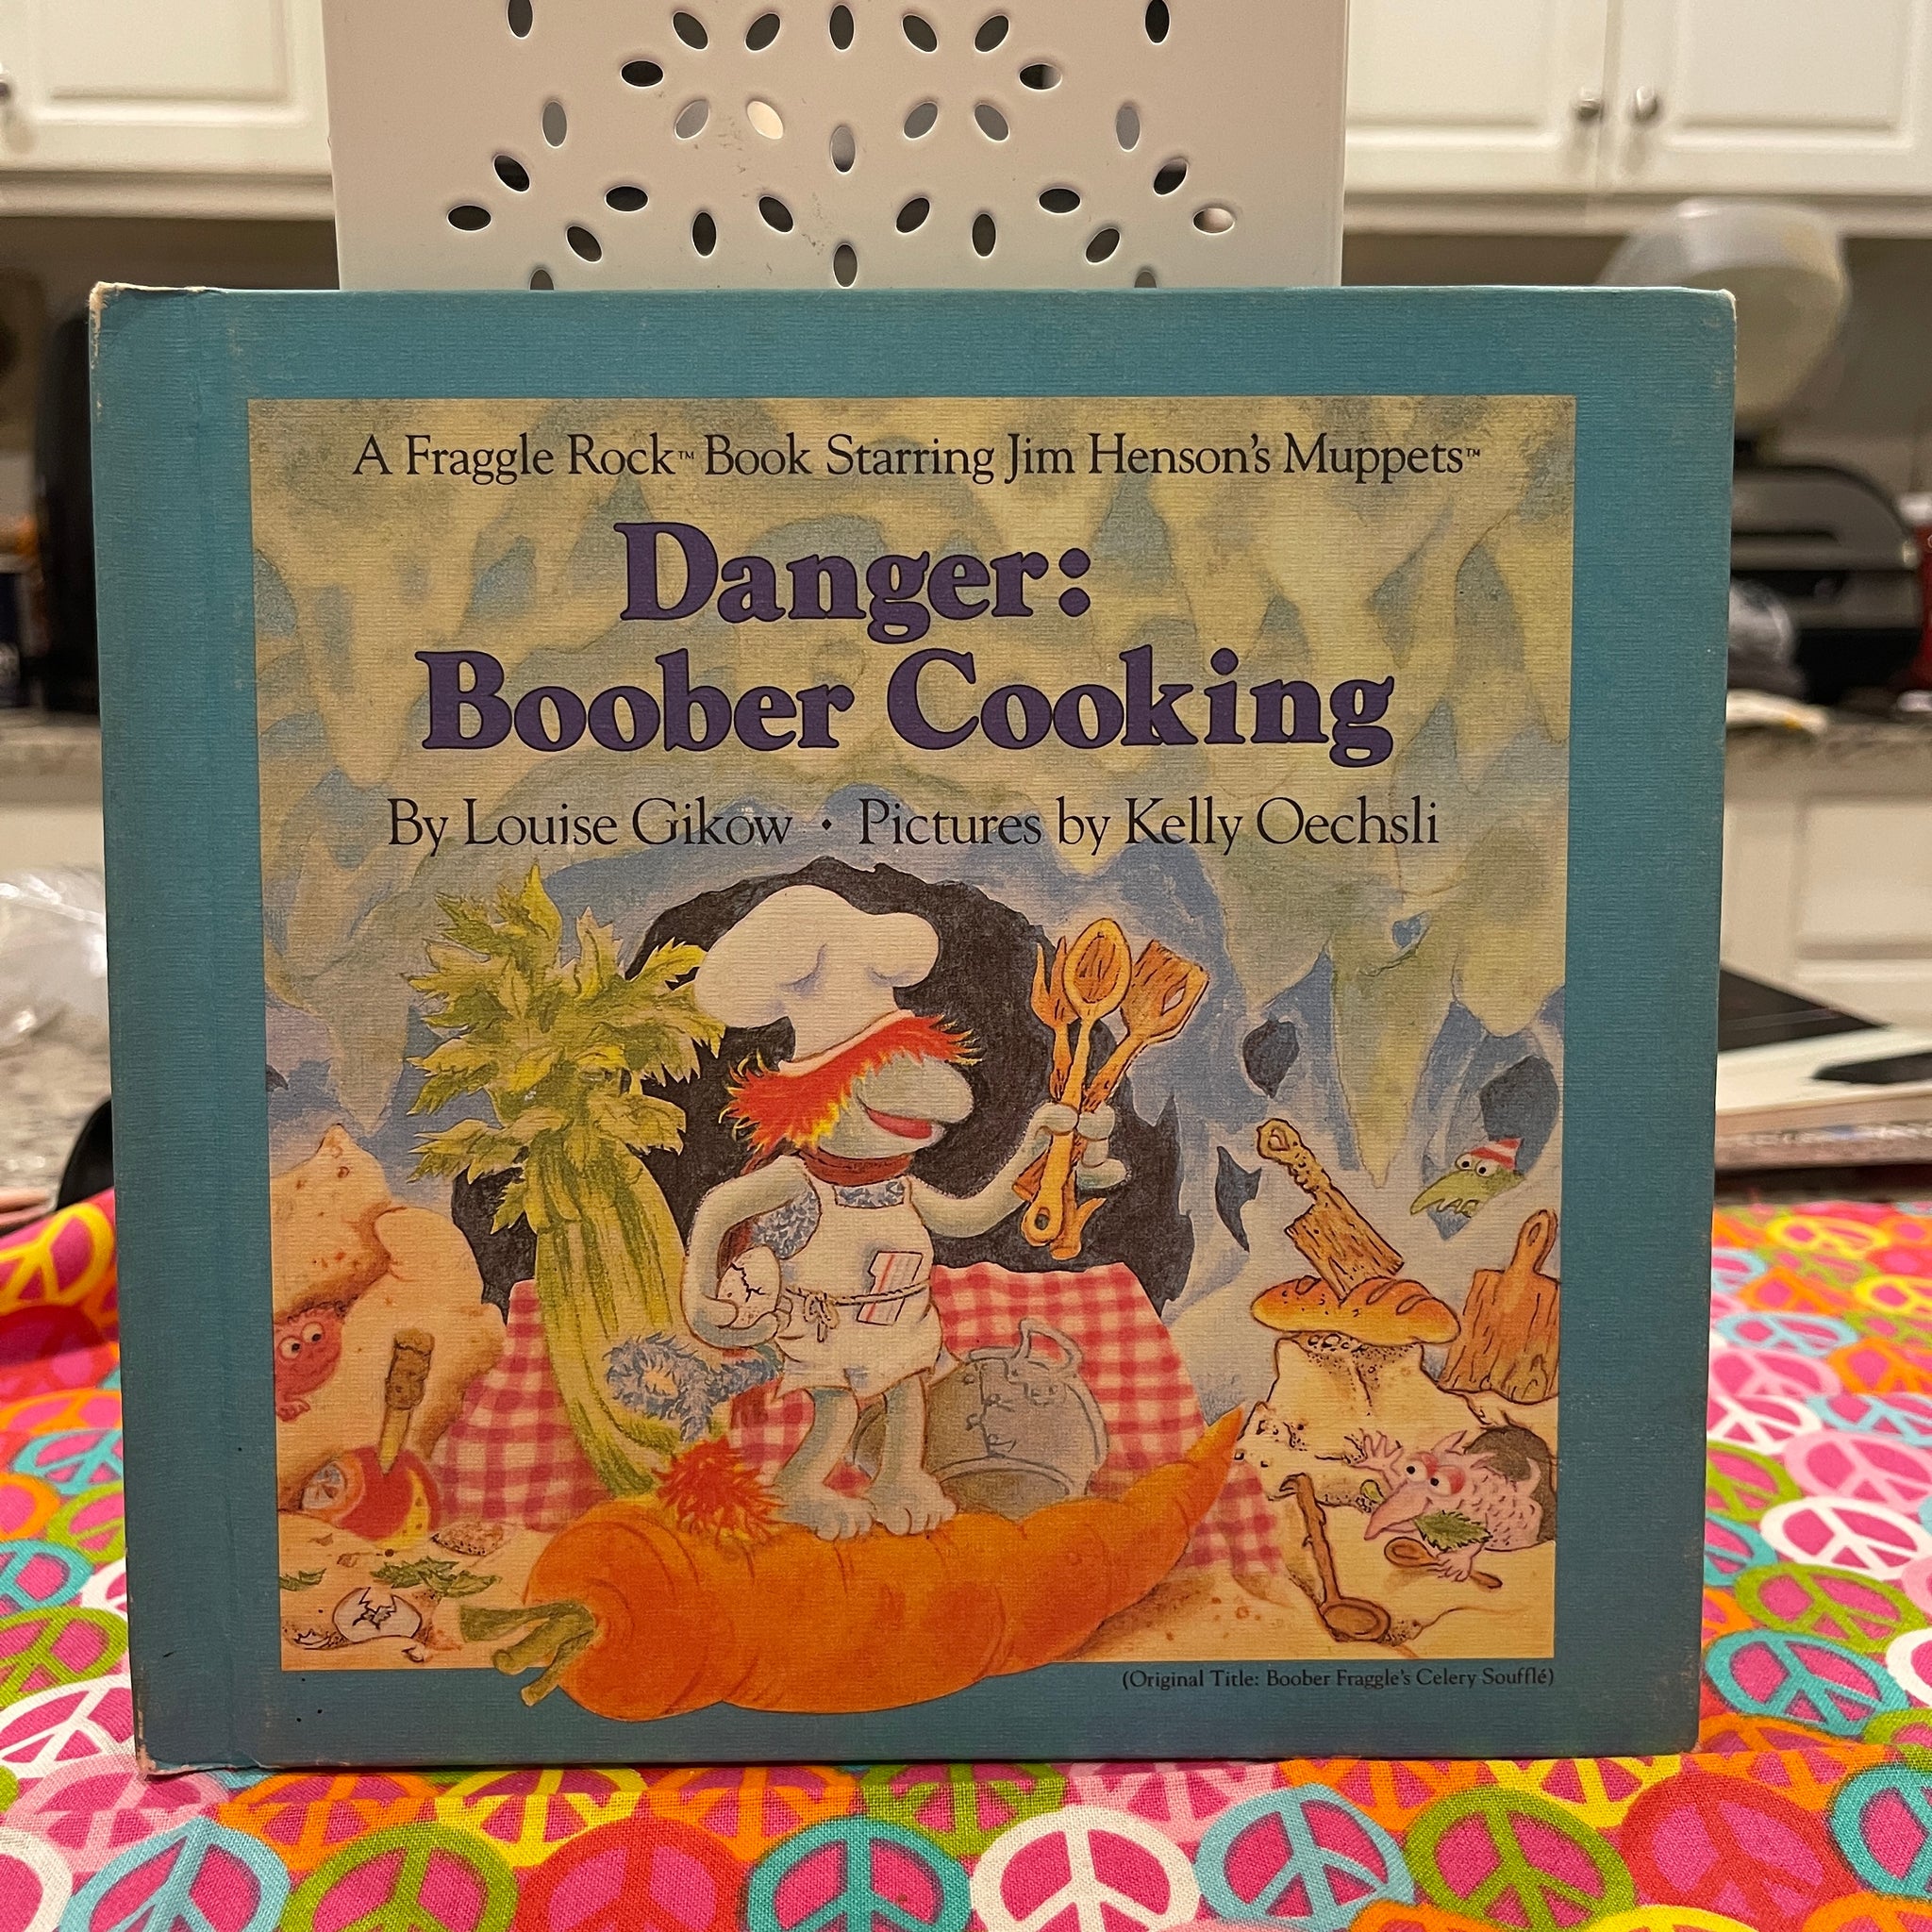 A Fraggle Rock™ Book Starring Jim Henson's Muppets™
Danger:
Boober Cooking
By Louise Gikow • Pictures by Kelly Oechsli
(Original Title: Boober Fraggle's Celery Soufflé)